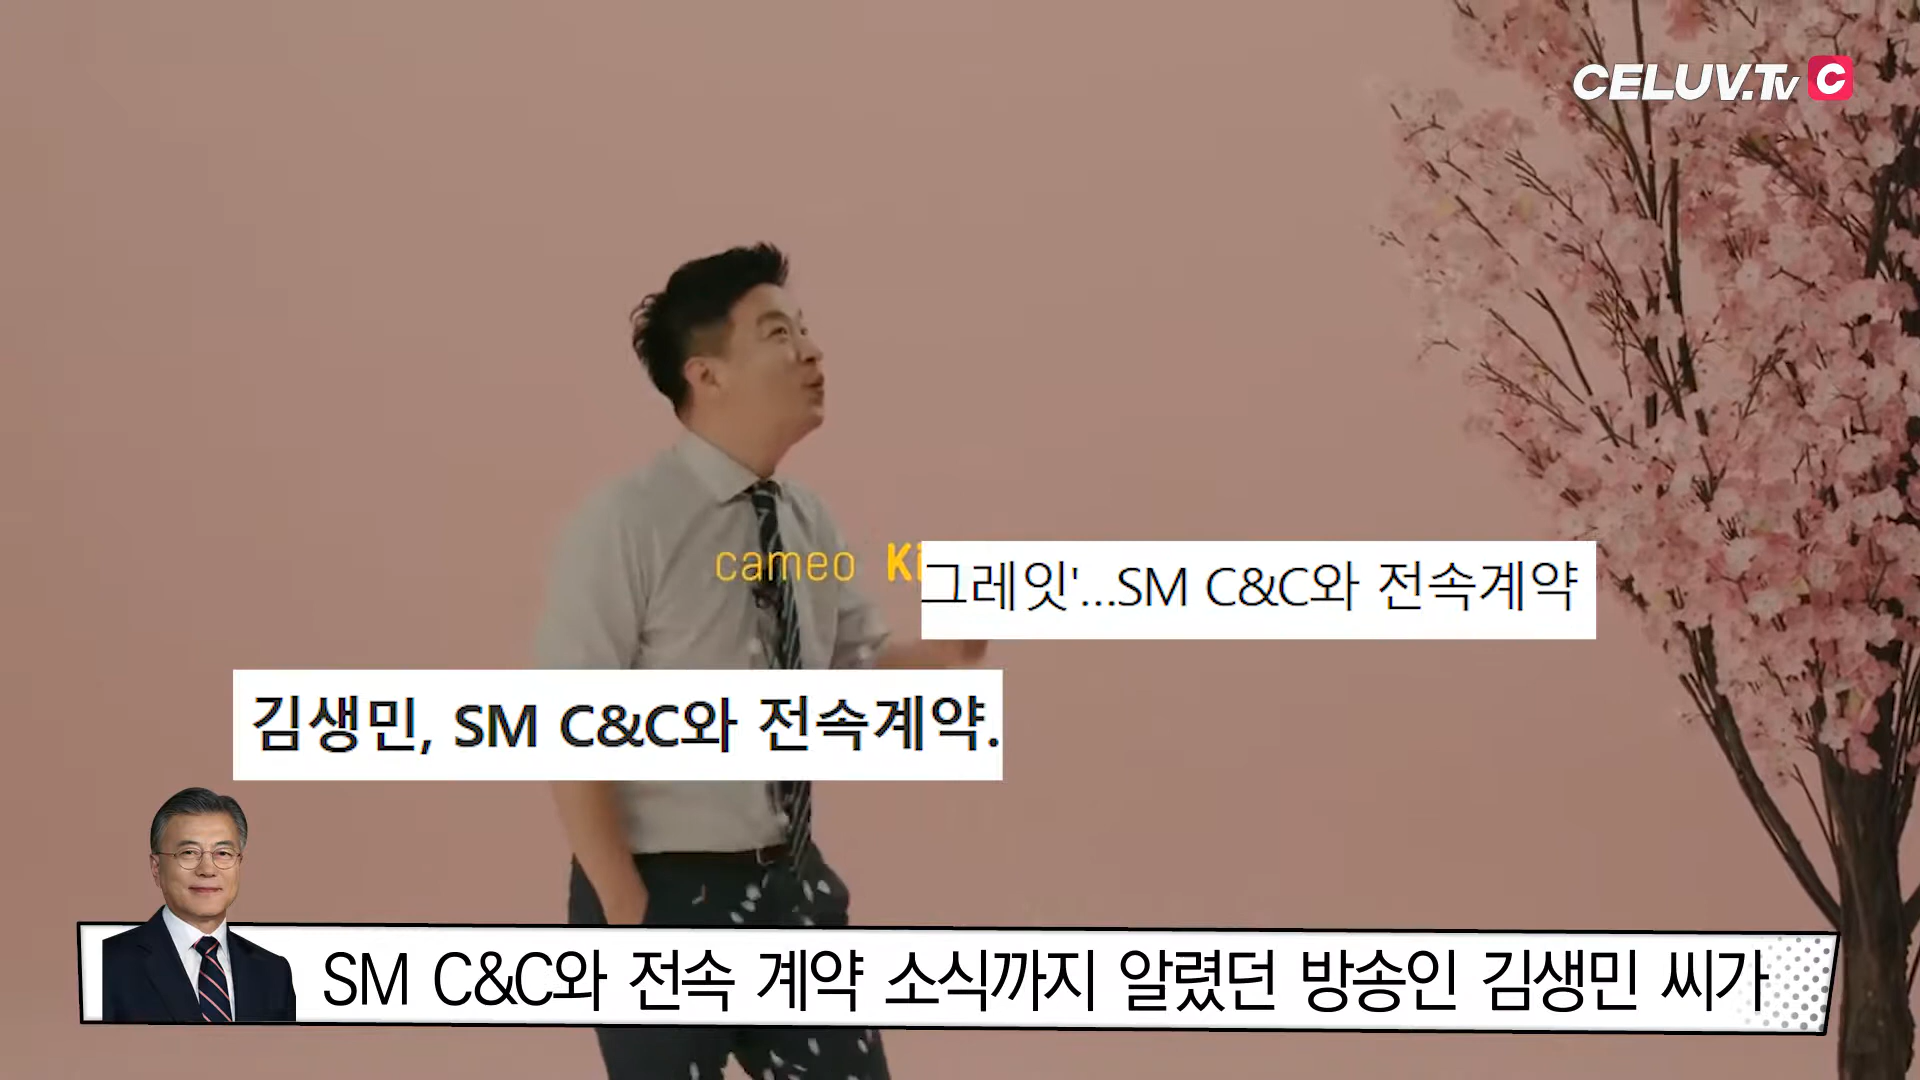 CELUV.TV C
cameo Ki
그레잇'...SM C&C와 전속계약
김생민, SM C&C와 전속계약.
SM C&C와 전속 계약 소식까지 알렸던 방송인 김생민 씨가